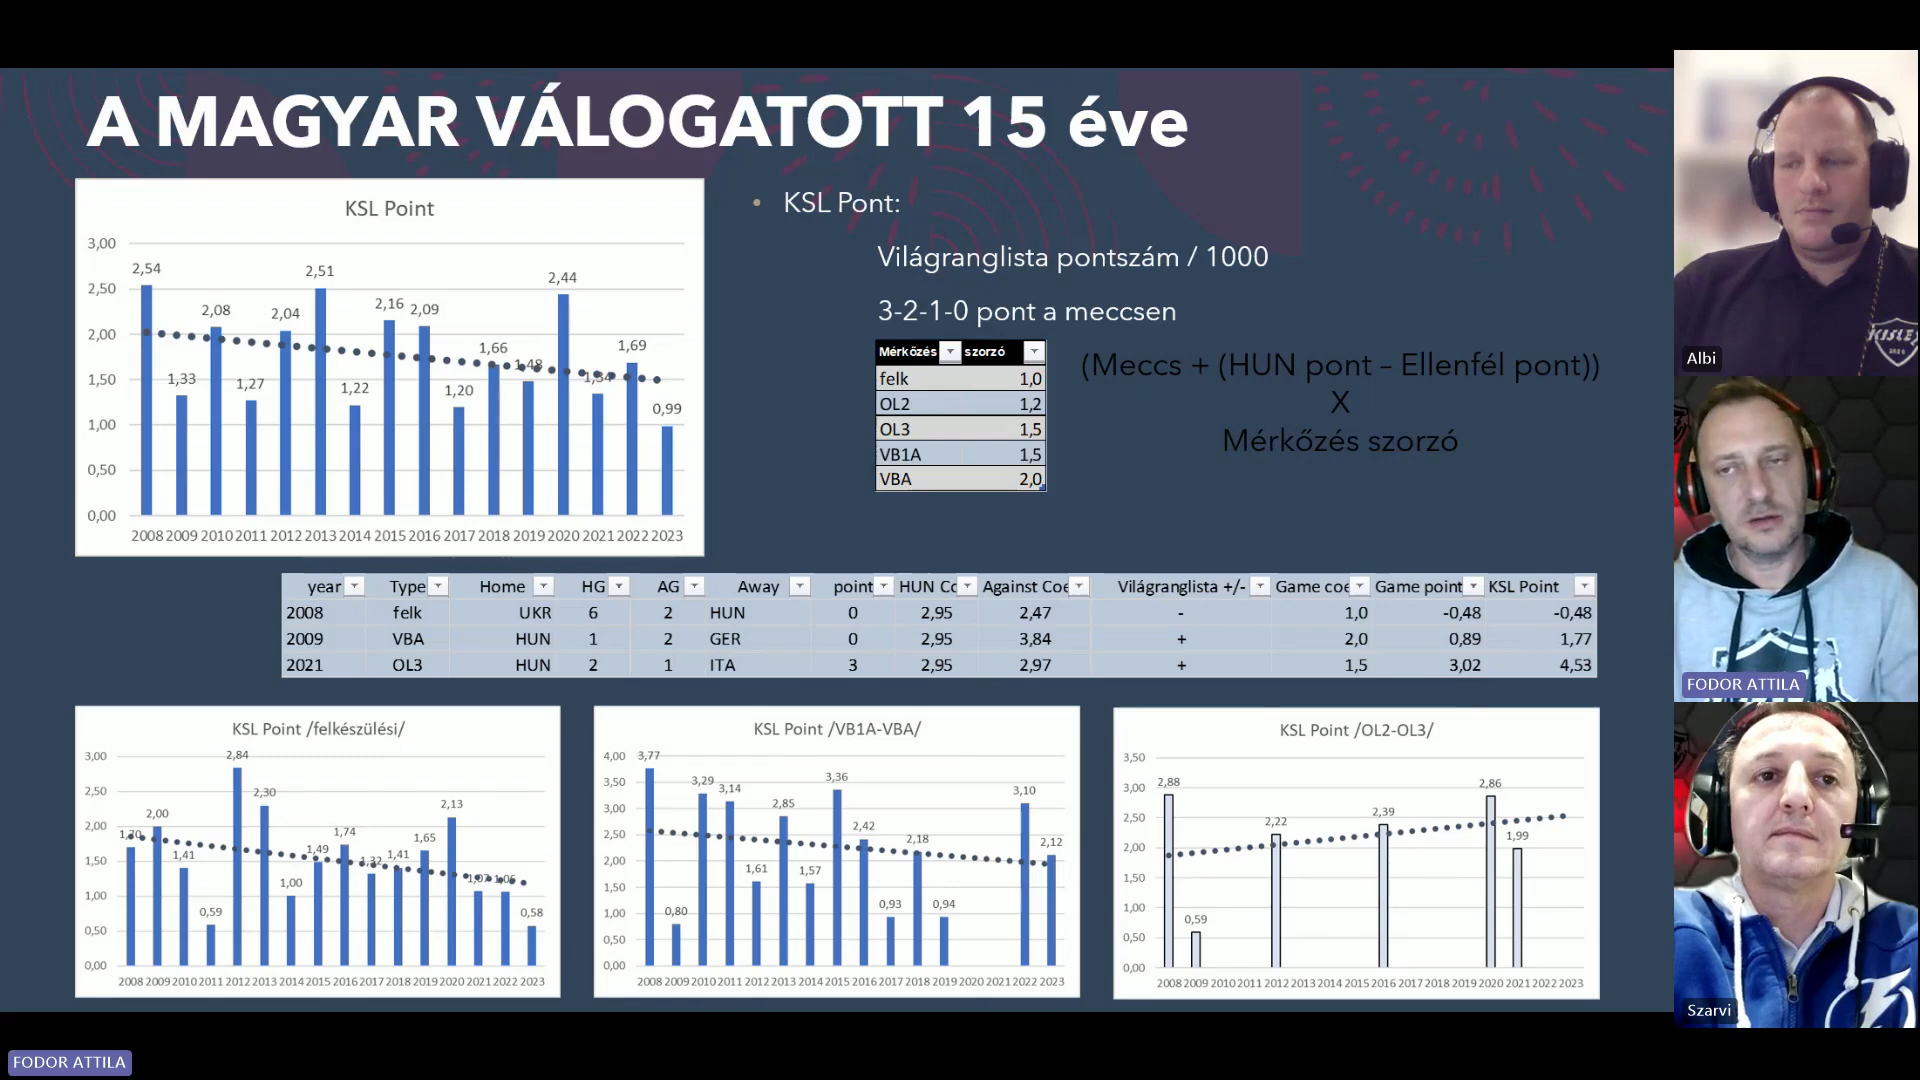 A MAGYAR VÁLOGATOTT 15 éve
KSL Point
3,00
2,50
2,00
1,50
1,00
0,50
0,00
2,54
1,33
2,08
1,27
2,04
2,51
1,22
2,16
2,09
1,20
1,66
1,48
2,44
1,34
1,69
0,99
2008 2009 2010 2011 2012 2013 2014 2015 2016 2017 2018 2019 2020 2021 2022 2023
• KSL Pont:
Világranglista pontszám / 1000
3-2-1-0 pont a meccsen
Mérkőzés szorzó
felk 1,0
OL2 1,2
OL3 1,5
VB1A 1,5
VBA 2,0
(Meccs + (HUN pont – Ellenfél pont))
X
Mérkőzés szorzó
year Type Home HG AG Away point HUN Co Against Coe Világranglista +/- Game coe Game point KSL Point
2008 felk UKR 6 2 HUN 0 2,95 2,47 - 1,0 -0,48 -0,48
2009 VBA HUN 1 2 GER 0 2,95 3,84 + 2,0 0,89 1,77
2021 OL3 HUN 2 1 ITA 3 2,95 2,97 + 1,5 3,02 4,53
KSL Point /felkészülési/
3,00
2,50
2,00
1,50
1,00
0,50
0,00
1,70
2,00
1,41
0,59
2,84
2,30
1,00
1,49
1,74
1,32
1,41
1,65
2,13
1,07
1,06
0,58
2008 2009 2010 2011 2012 2013 2014 2015 2016 2017 2018 2019 2020 2021 2022 2023
KSL Point /VB1A-VBA/
4,00
3,50
3,00
2,50
2,00
1,50
1,00
0,50
0,00
3,77
0,80
3,29
3,14
1,61
2,85
1,57
3,36
2,42
0,93
2,18
0,94
3,10
2,12
2008 2009 2010 2011 2012 2013 2014 2015 2016 2017 2018 2019 2020 2021 2022 2023
KSL Point /OL2-OL3/
3,50
3,00
2,50
2,00
1,50
1,00
0,50
0,00
2,88
0,59
2,22
2,39
2,86
1,99
2008 2009 2010 2011 2012 2013 2014 2015 2016 2017 2018 2019 2020 2021 2022 2023
Albi
FODOR ATTILA
Szarvi
FODOR ATTILA